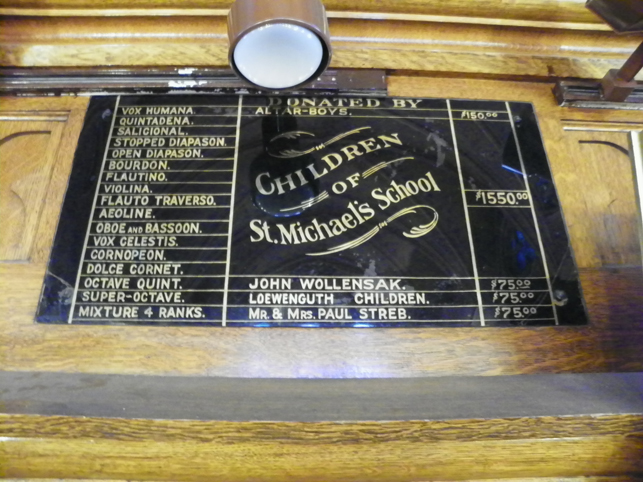 DONATED BY
VOX HUMANA. ALTAR-BOYS. $150.00
QUINTADENA.
SALICIONAL.
STOPPED DIAPASON.
OPEN DIAPASON.
BOURDON.
FLAUTINO.
VIOLINA.
FLAUTO TRAVERSO.
AEOLINE.
OBOE AND BASSOON.
VOX CELESTIS.
CORNOPEON.
DOLCE CORNET.
CHILDREN
OF
St. Michael's School
$1550.00
OCTAVE QUINT. JOHN WOLLENSAK. $75.00
SUPER-OCTAVE. LOEWENGUTH CHILDREN. $75.00
MIXTURE 4 RANKS. MR. & MRS. PAUL STREB. $75.00